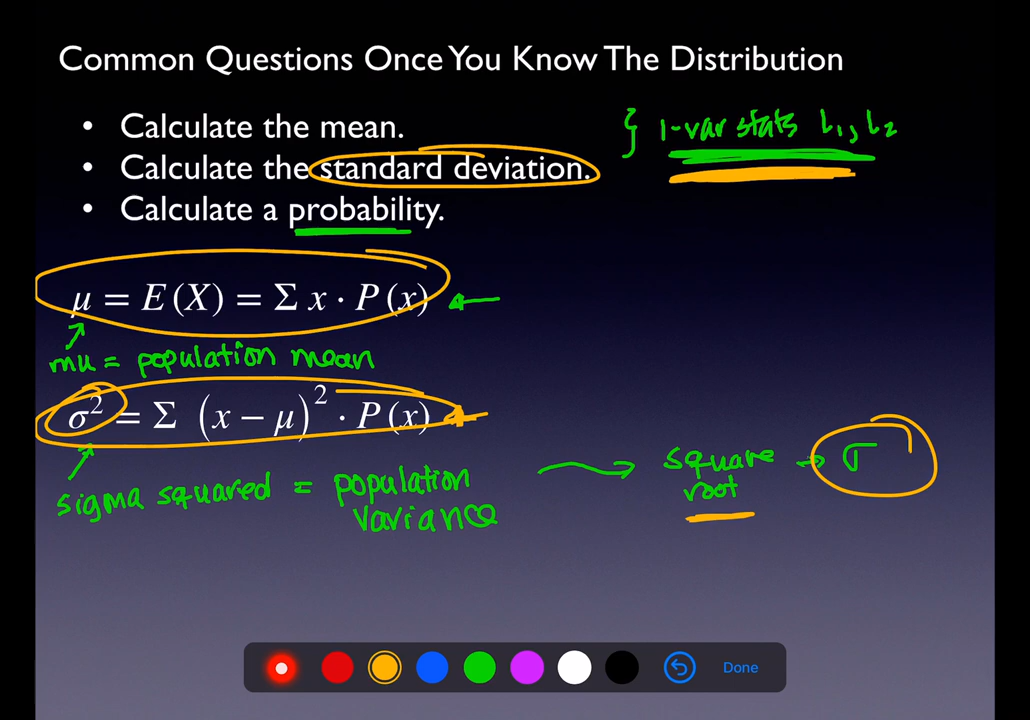 Common Questions Once You Know The Distribution
• Calculate the mean.
} 1-var stats L1, L2
• Calculate the standard deviation.
• Calculate a probability.
μ = E(X) = Σ x · P(x) ←
mu = population mean
σ² = Σ (x − μ)² · P(x) ←
sigma squared = population variance → square root → σ
Done